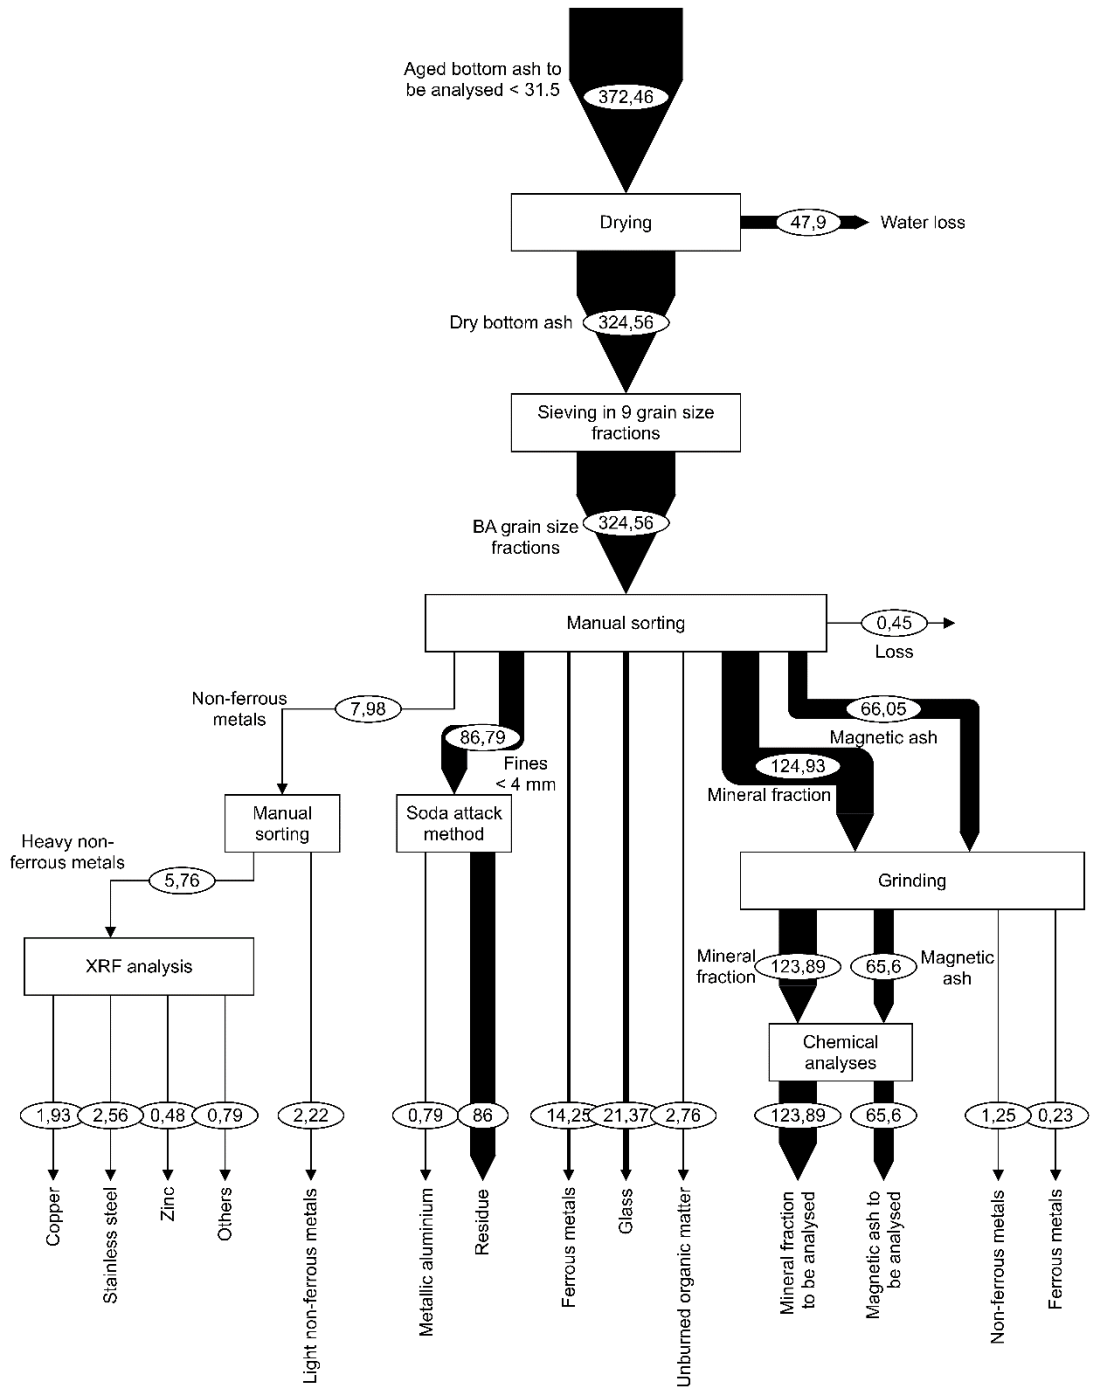 Aged bottom ash to
be analysed < 31.5
372,46
Drying
47,9
Water loss
Dry bottom ash
324,56
Sieving in 9 grain size
fractions
BA grain size
fractions
324,56
Manual sorting
0,45
Loss
Non-ferrous
metals
7,98
86,79
Fines
< 4 mm
66,05
Magnetic ash
124,93
Mineral fraction
Manual
sorting
Soda attack
method
Heavy non-
ferrous metals
5,76
Grinding
XRF analysis
Mineral
fraction
123,89
65,6
Magnetic
ash
Chemical
analyses
1,93
2,56
0,48
0,79
2,22
0,79
86
14,25
21,37
2,76
123,89
65,6
1,25
0,23
Copper
Stainless steel
Zinc
Others
Light non-ferrous metals
Metallic aluminium
Residue
Ferrous metals
Glass
Unburned organic matter
Mineral fraction
to be analysed
Magnetic ash to
be analysed
Non-ferrous metals
Ferrous metals